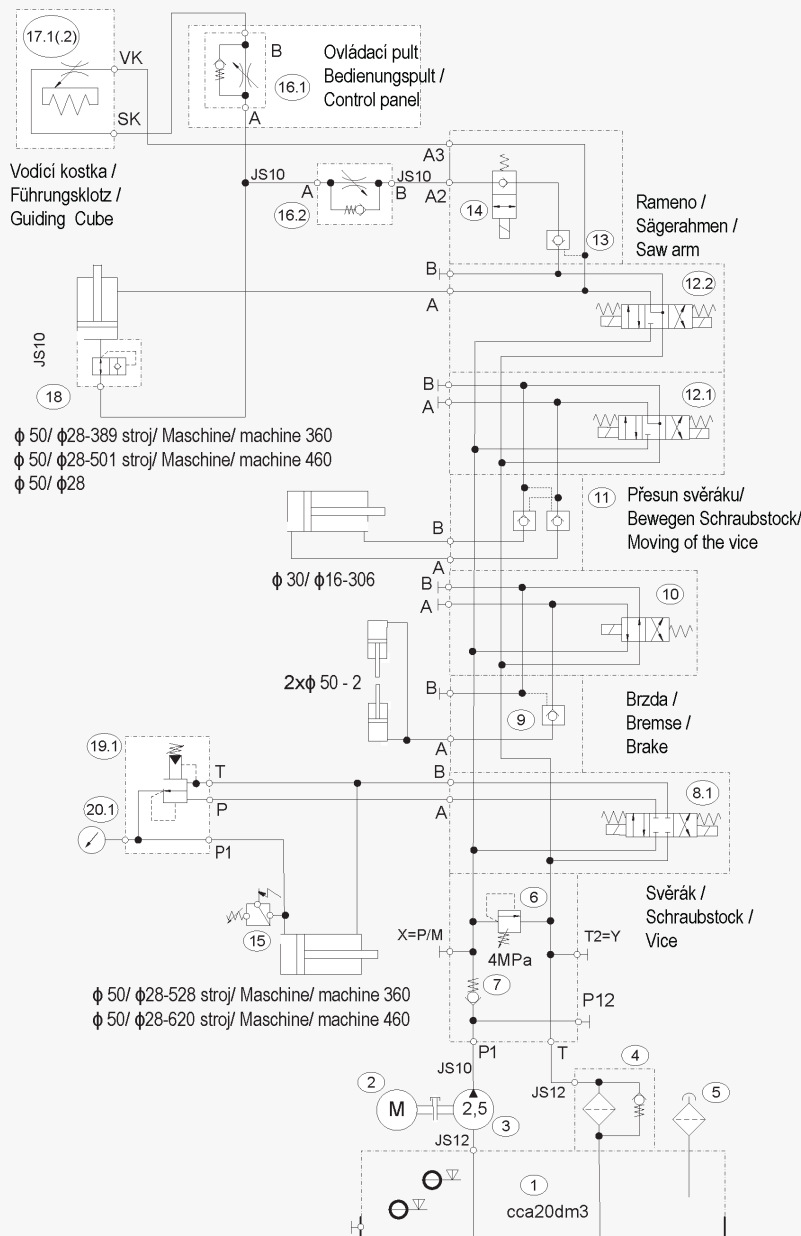 17.1(.2)
VK
SK
B
16.1
A
Ovládací pult
Bedienungspult /
Control panel
Vodící kostka /
Führungsklotz /
Guiding Cube
JS10
A
16.2
B
JS10
A3
A2
14
13
Rameno /
Sägerahmen /
Saw arm
B
A
12.2
JS10
18
B
A
12.1
ϕ 50/ ϕ28-389 stroj/ Maschine/ machine 360
ϕ 50/ ϕ28-501 stroj/ Maschine/ machine 460
ϕ 50/ ϕ28
11
Přesun svěráku/
Bewegen Schraubstock/
Moving of the vice
B
A
ϕ 30/ ϕ16-306
B
A
10
2xϕ 50 - 2
B
9
A
Brzda /
Bremse /
Brake
19.1
T
B
P
A
8.1
20.1
P1
15
6
X=P/M
4MPa
T2=Y
7
P12
Svěrák /
Schraubstock /
Vice
ϕ 50/ ϕ28-528 stroj/ Maschine/ machine 360
ϕ 50/ ϕ28-620 stroj/ Maschine/ machine 460
P1
T
JS10
JS12
4
5
2
M
2,5
3
JS12
1
cca20dm3